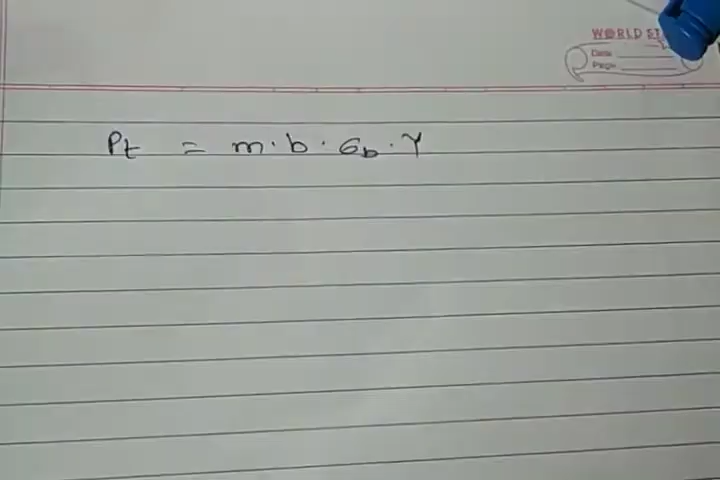 WORLD ST
Date
Page
Pt = m · b · σb · Y